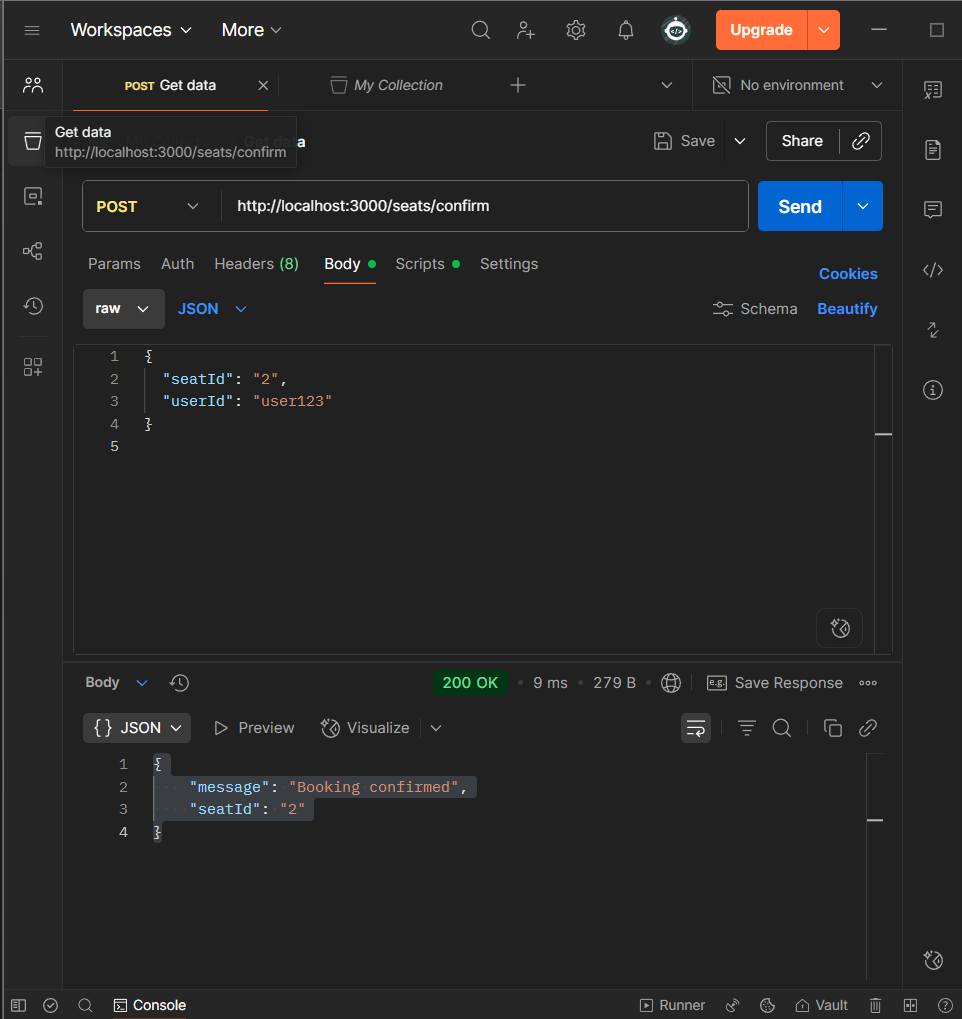 Workspaces More Upgrade
POST Get data My Collection No environment
Get data
http://localhost:3000/seats/confirm
Save Share
POST http://localhost:3000/seats/confirm Send
Params Auth Headers (8) Body Scripts Settings
Cookies
raw JSON Schema Beautify
1 {
2 "seatId": "2",
3 "userId": "user123"
4 }
5
Body 200 OK 9 ms 279 B e.g. Save Response
{} JSON Preview Visualize
1 {
2 "message": "Booking confirmed",
3 "seatId": "2"
4 }
Console Runner Vault